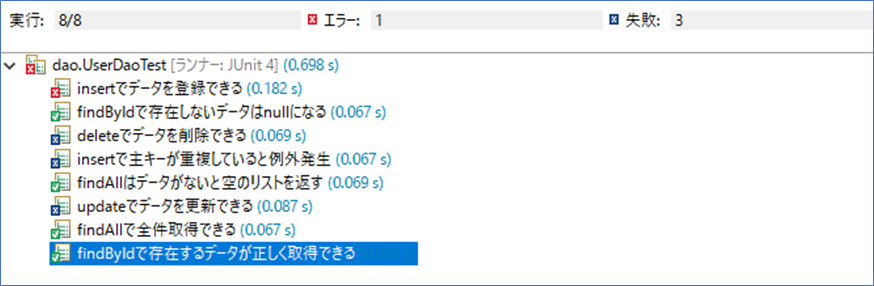 実行: 8/8 エラー: 1 失敗: 3
dao.UserDaoTest [ランナー: JUnit 4] (0.698 s)
insertでデータを登録できる (0.182 s)
findByIdで存在しないデータはnullになる (0.067 s)
deleteでデータを削除できる (0.069 s)
insertで主キーが重複していると例外発生 (0.067 s)
findAllはデータがないと空のリストを返す (0.069 s)
updateでデータを更新できる (0.087 s)
findAllで全件取得できる (0.067 s)
findByIdで存在するデータが正しく取得できる